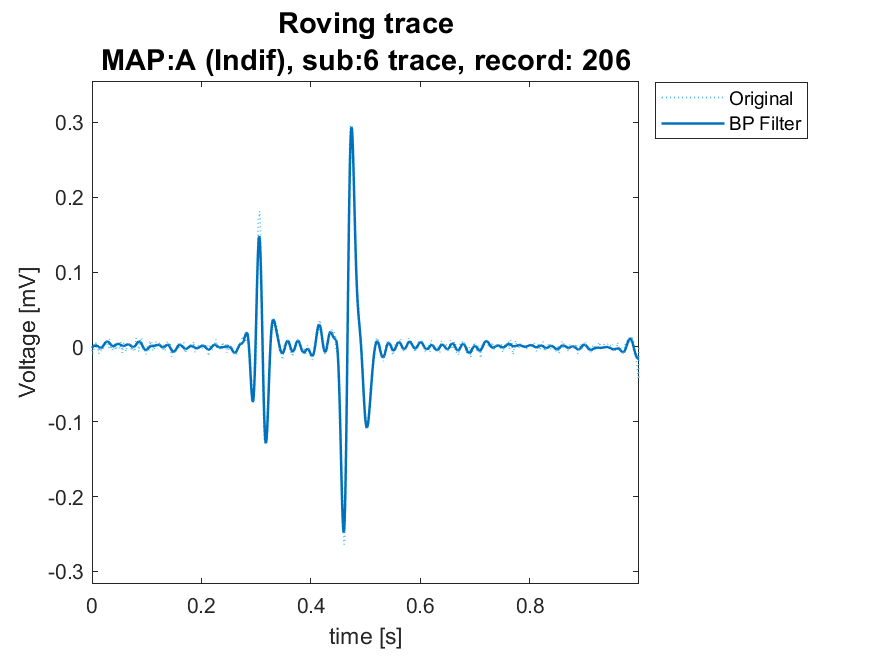 Roving trace
MAP:A (Indif), sub:6 trace, record: 206
Original
BP Filter
Voltage [mV]
0.3
0.2
0.1
0
-0.1
-0.2
-0.3
0
0.2
0.4
0.6
0.8
time [s]